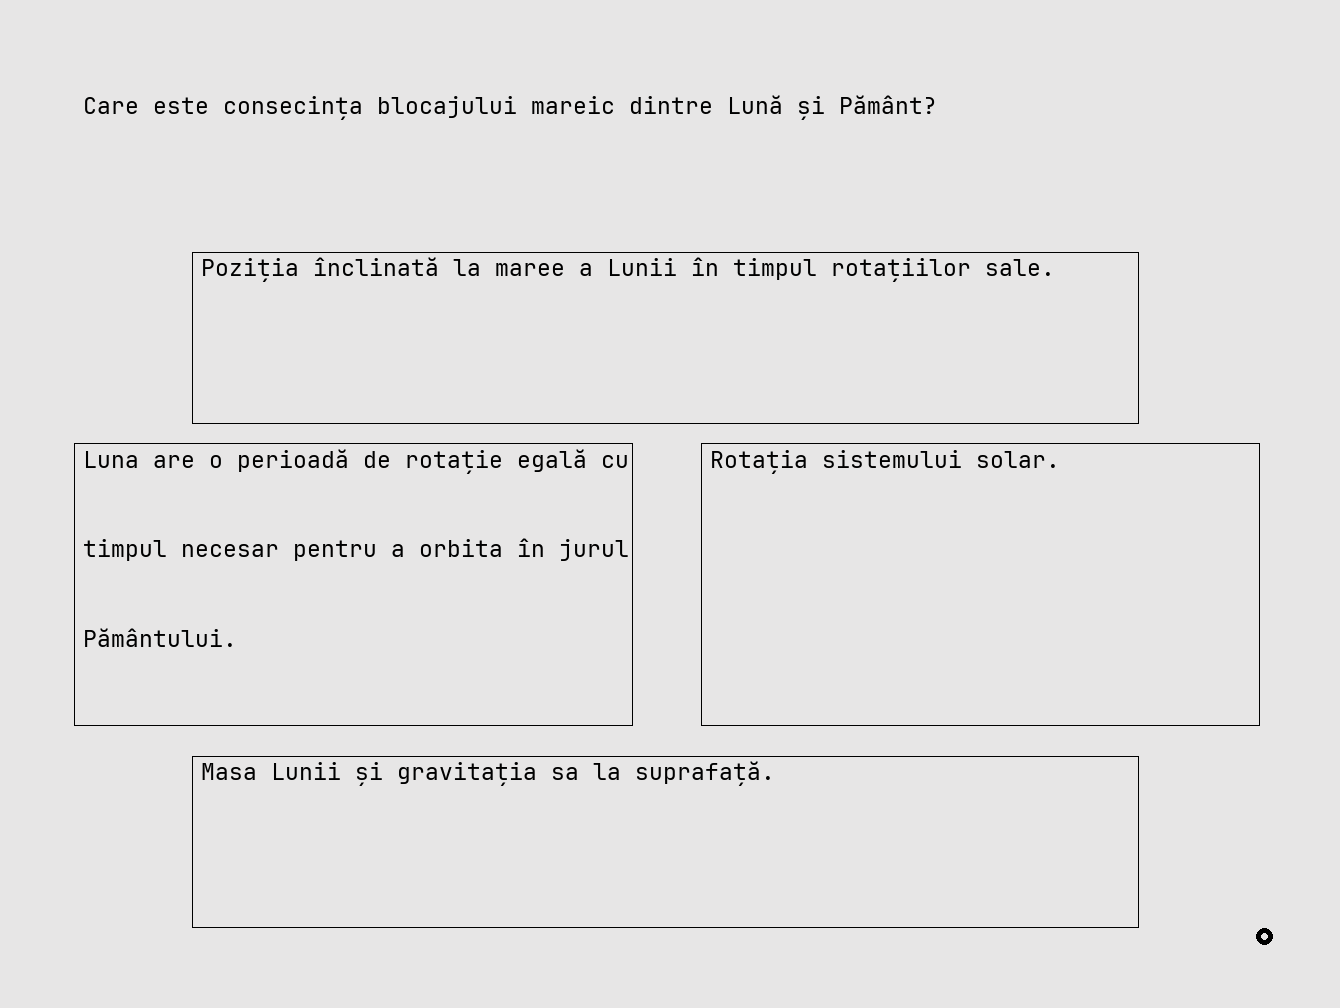 Care este consecința blocajului mareic dintre Lună și Pământ?
Poziția înclinată la maree a Lunii în timpul rotațiilor sale.
Luna are o perioadă de rotație egală cu
timpul necesar pentru a orbita în jurul
Pământului.
Rotația sistemului solar.
Masa Lunii și gravitația sa la suprafață.